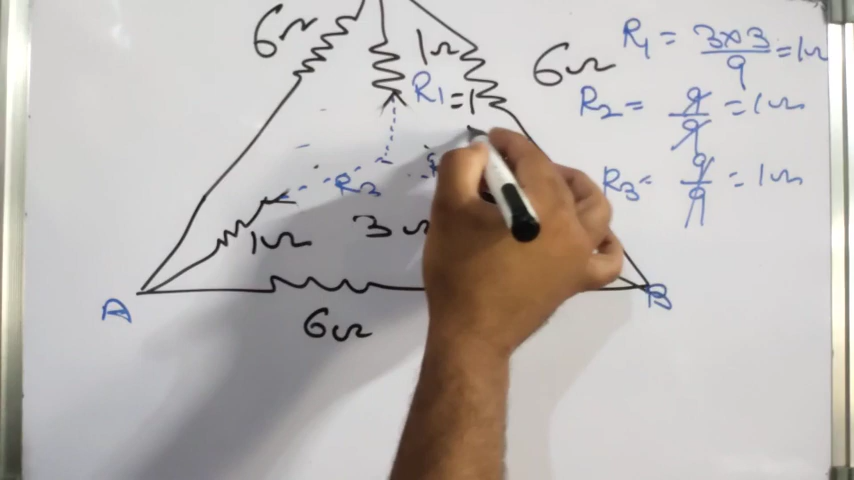 6Ω
1Ω
6Ω
R1 = 3×3/9 = 1Ω
R1 = 1
R2 = 9/9 = 1Ω
R3
R3 = 9/9 = 1Ω
1Ω
3Ω
A
B
6Ω